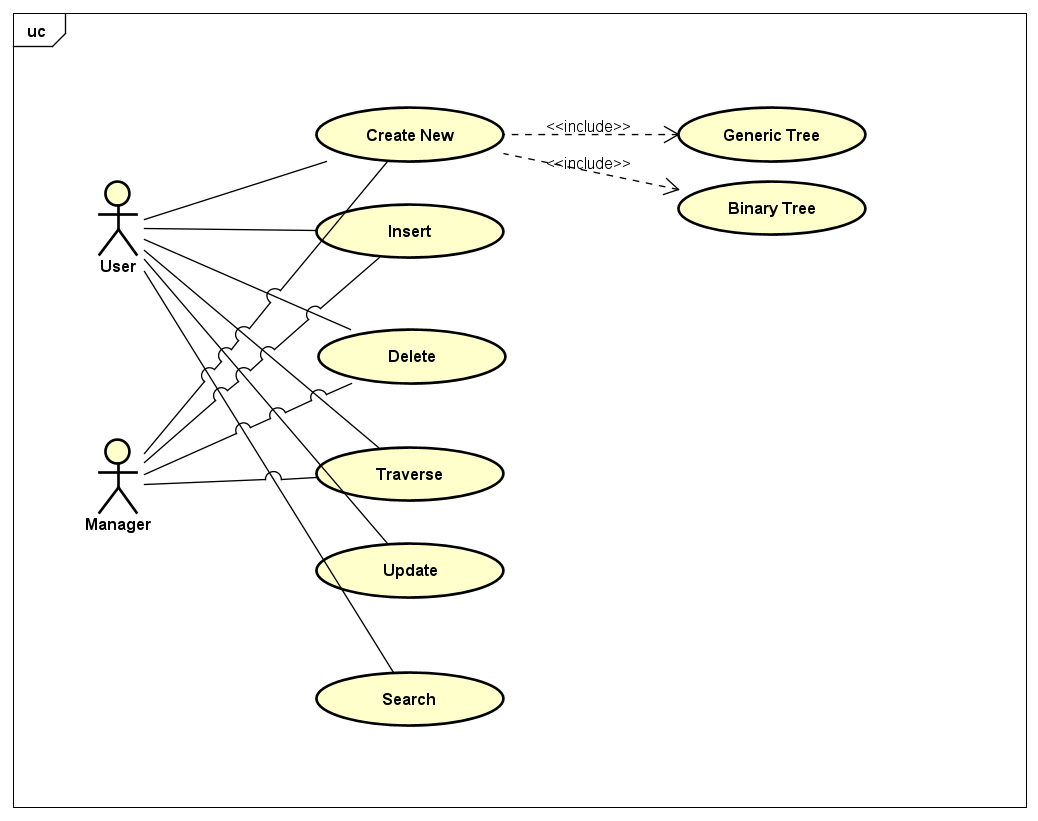 uc
Create New
<<include>>
Generic Tree
<<include>>
Binary Tree
User
Insert
Delete
Manager
Traverse
Update
Search